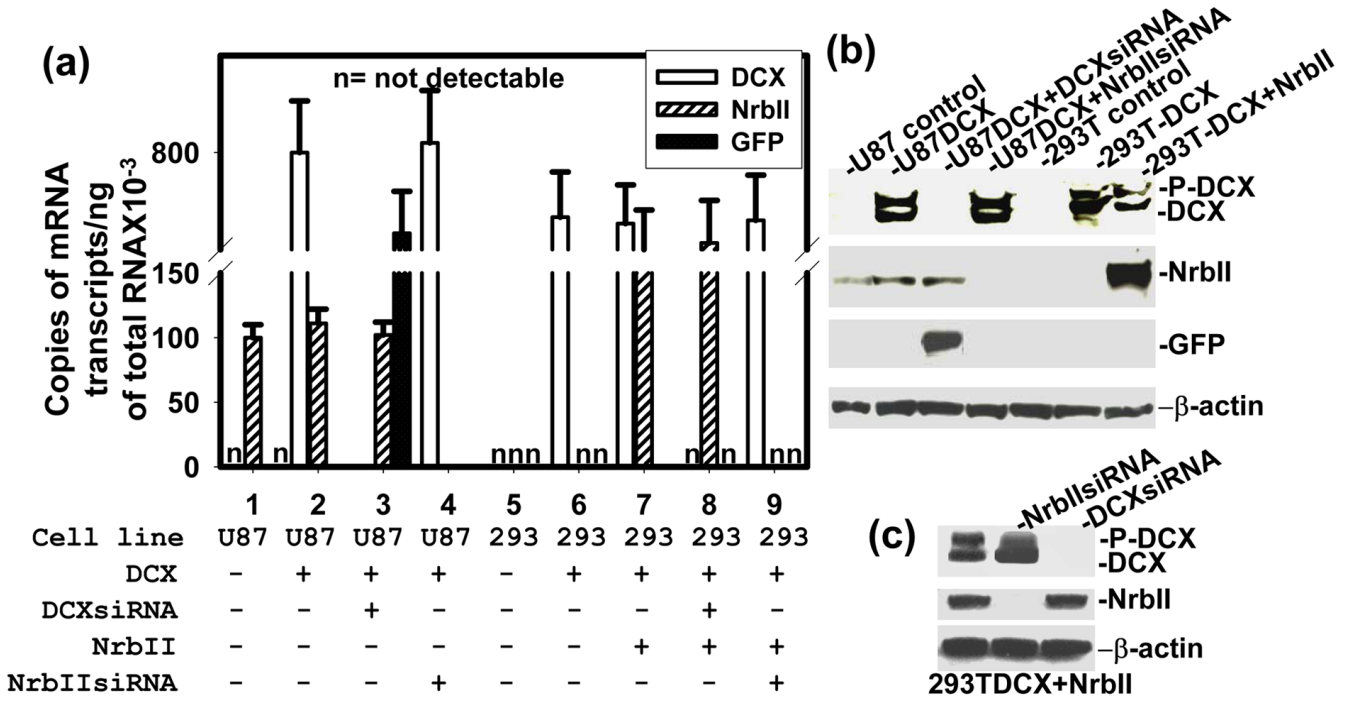 (a)
n= not detectable
DCX
NrbII
GFP
Copies of mRNA
transcripts/ng
of total RNAX10-3
800
150
100
50
0
n n nnn nn n n nn
1 2 3 4 5 6 7 8 9
Cell line U87 U87 U87 U87 293 293 293 293 293
DCX - + + + - + + + +
DCXsiRNA - - + - - - - + -
NrbII - - - - - - + + +
NrbIIsiRNA - - - + - - - - +
(b)
-U87 control
-U87DCX
-U87DCX+DCXsiRNA
-U87DCX+NrbIIsiRNA
-293T control
-293T-DCX
-293T-DCX+NrbII
-P-DCX
-DCX
-NrbII
-GFP
–β-actin
(c)
-NrbIIsiRNA
-DCXsiRNA
-P-DCX
-DCX
-NrbII
–β-actin
293TDCX+NrbII